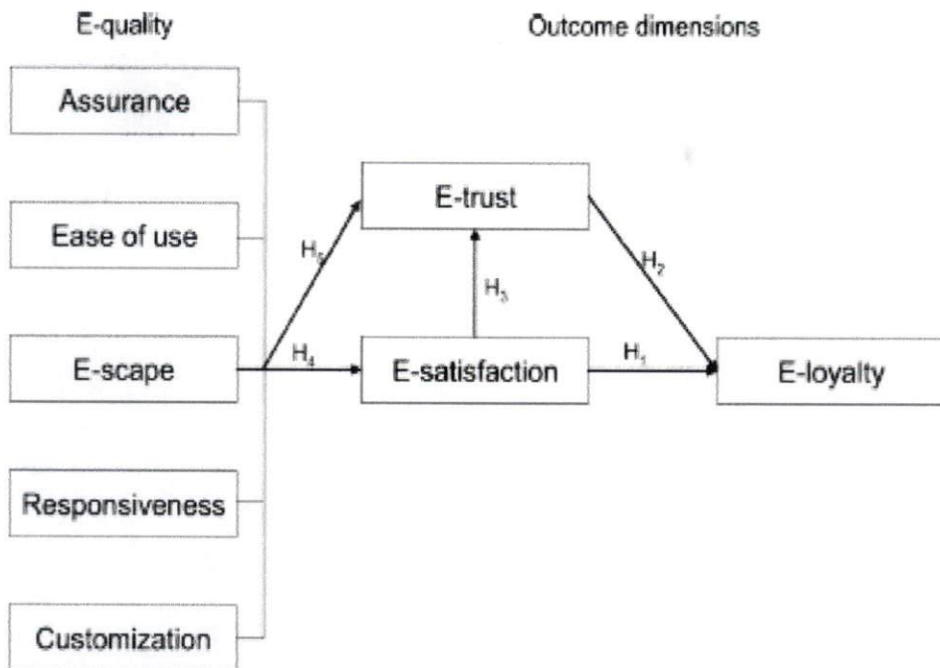 E-quality
Outcome dimensions
Assurance
E-trust
Ease of use
H₅
H₂
H₃
E-scape
H₄
E-satisfaction
H₁
E-loyalty
Responsiveness
Customization